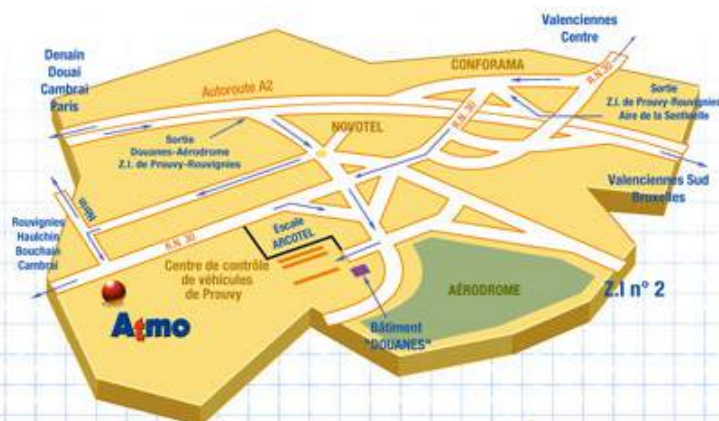 Valenciennes
Centre
Denain
Douai
Cambrai
Paris
CONFORAMA
R.N.30
Autoroute A2
Sortie
Z.I. de Prouvy-Rouvignies
Aire de la Sentinelle
R.N. 30
NOVOTEL
Sortie
Douanes-Aérodrome
Z.I. de Prouvy-Rouvignies
Valenciennes Sud
Bruxelles
Rouvignies
Haulchin
Bouchain
Cambrai
R.N. 30
Escale
ARCOTEL
Centre de contrôle
de véhicules
de Prouvy
AÉRODROME
Z.I n° 2
Atmo
Bâtiment
"DOUANES"